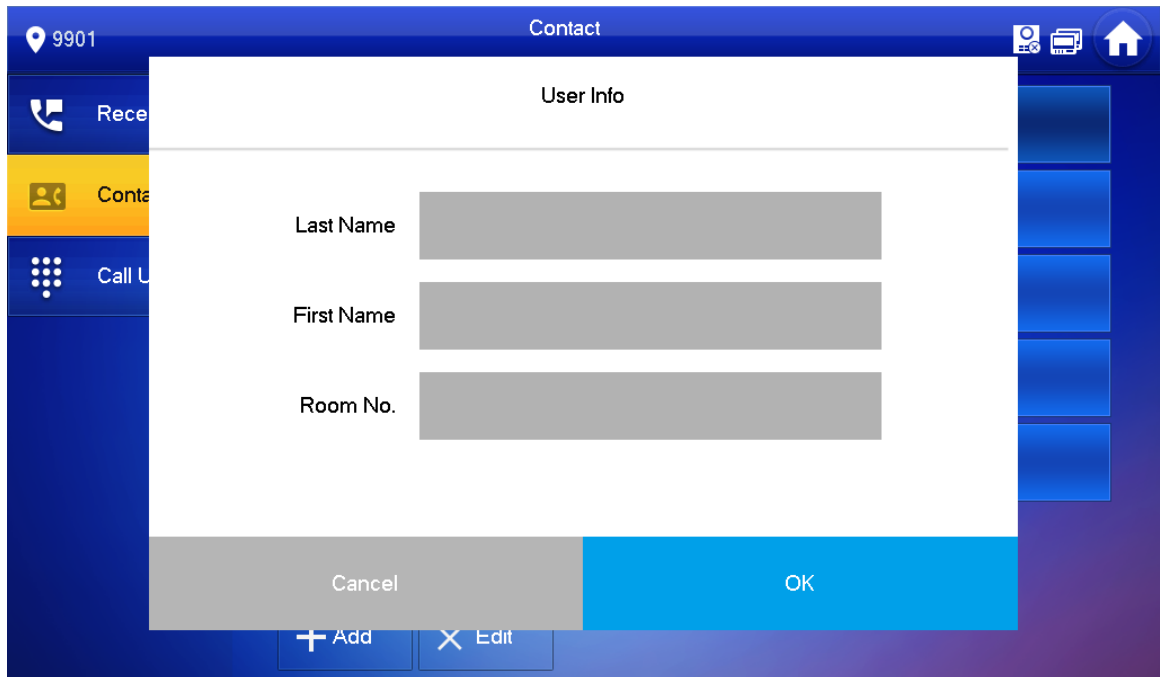 9901
Contact
User Info
Rece
Conta
Call U
Last Name
First Name
Room No.
Cancel
OK
Add
Edit